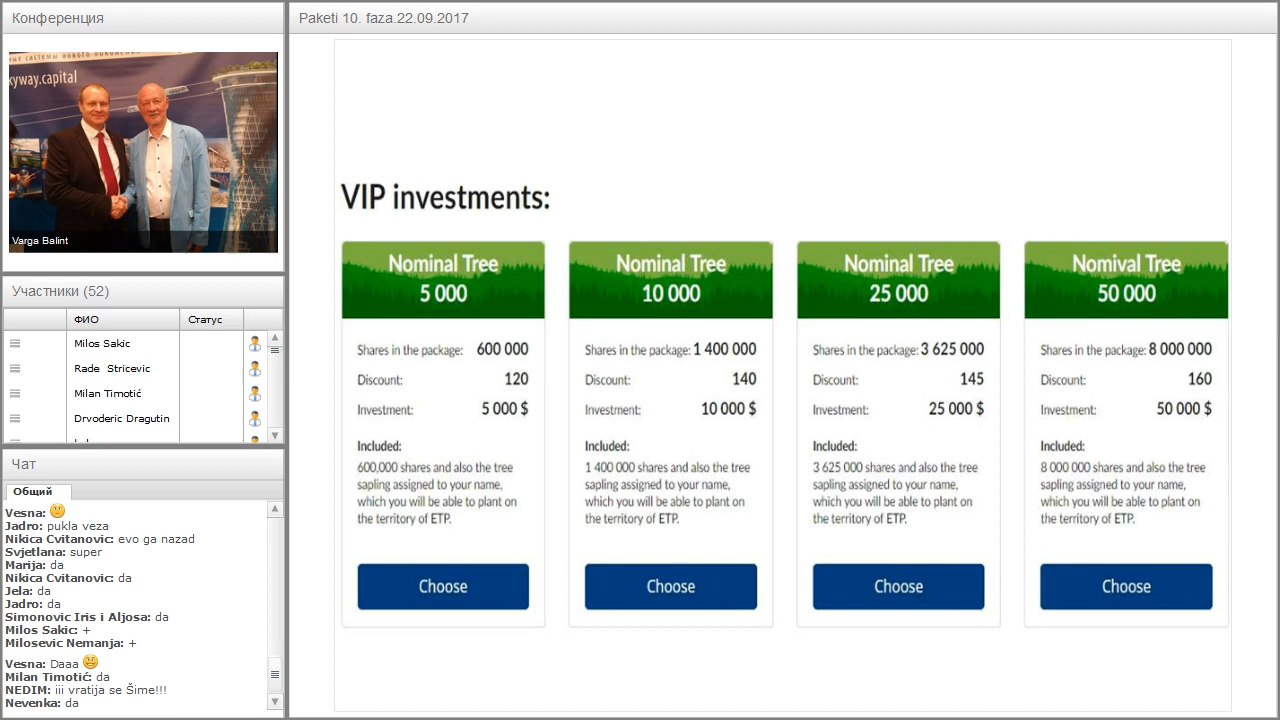 Конференция
kyway.capital
Varga Balint
Участники (52)
ФИО
Статус
Milos Sakic
Rade Stricevic
Milan Timotić
Drvoderic Dragutin
Чат
Общий
Vesna:
Jadro: pukla veza
Nikica Cvitanovic: evo ga nazad
Svjetlana: super
Marija: da
Nikica Cvitanovic: da
Jela: da
Jadro: da
Simonovic Iris i Aljosa: da
Milos Sakic: +
Milosevic Nemanja: +
Vesna: Daaa
Milan Timotić: da
NEDIM: iii vratija se Šime!!!
Nevenka: da
Paketi 10. faza.22.09.2017
VIP investments:
Nominal Tree
5 000
Shares in the package: 600 000
Discount: 120
Investment: 5 000 $
Included:
600,000 shares and also the tree
sapling assigned to your name,
which you will be able to plant on
the territory of ETP.
Choose
Nominal Tree
10 000
Shares in the package: 1 400 000
Discount: 140
Investment: 10 000 $
Included:
1 400 000 shares and also the tree
sapling assigned to your name,
which you will be able to plant on
the territory of ETP.
Choose
Nominal Tree
25 000
Shares in the package: 3 625 000
Discount: 145
Investment: 25 000 $
Included:
3 625 000 shares and also the tree
sapling assigned to your name,
which you will be able to plant on
the territory of ETP.
Choose
Nomival Tree
50 000
Shares in the package: 8 000 000
Discount: 160
Investment: 50 000 $
Included:
8 000 000 shares and also the tree
sapling assigned to your name,
which you will be able to plant on
the territory of ETP.
Choose